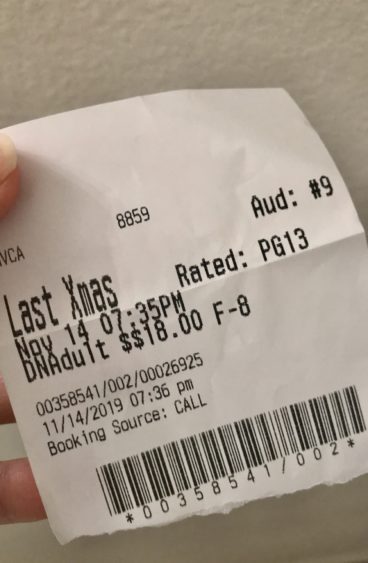 8859
Aud: #9
VCA
Rated: PG13
Last Xmas
Nov 14 07:35PM
DNAdult $$18.00 F-8
00358541/002/00026925
11/14/2019 07:36 pm
Booking Source: CALL
*00358541/002*